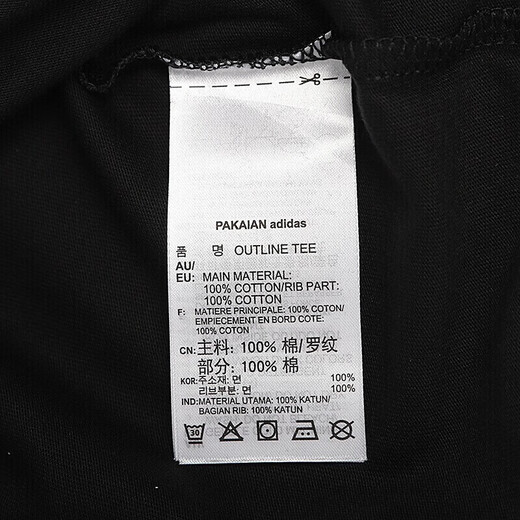 PAKAIAN adidas
품 명 OUTLINE TEE
AU/
EU: MAIN MATERIAL:
100% COTTON/RIB PART:
100% COTTON
F: MATIERE PRINCIPALE: 100% COTON/
EMPIECEMENT EN BORD COTE:
100% COTON
CN: 主料: 100% 棉/罗纹
部分: 100% 棉
KOR: 주소재: 면 100%
리브부분: 면 100%
IND: MATERIAL UTAMA: 100% KATUN/
BAGIAN RIB: 100% KATUN
30